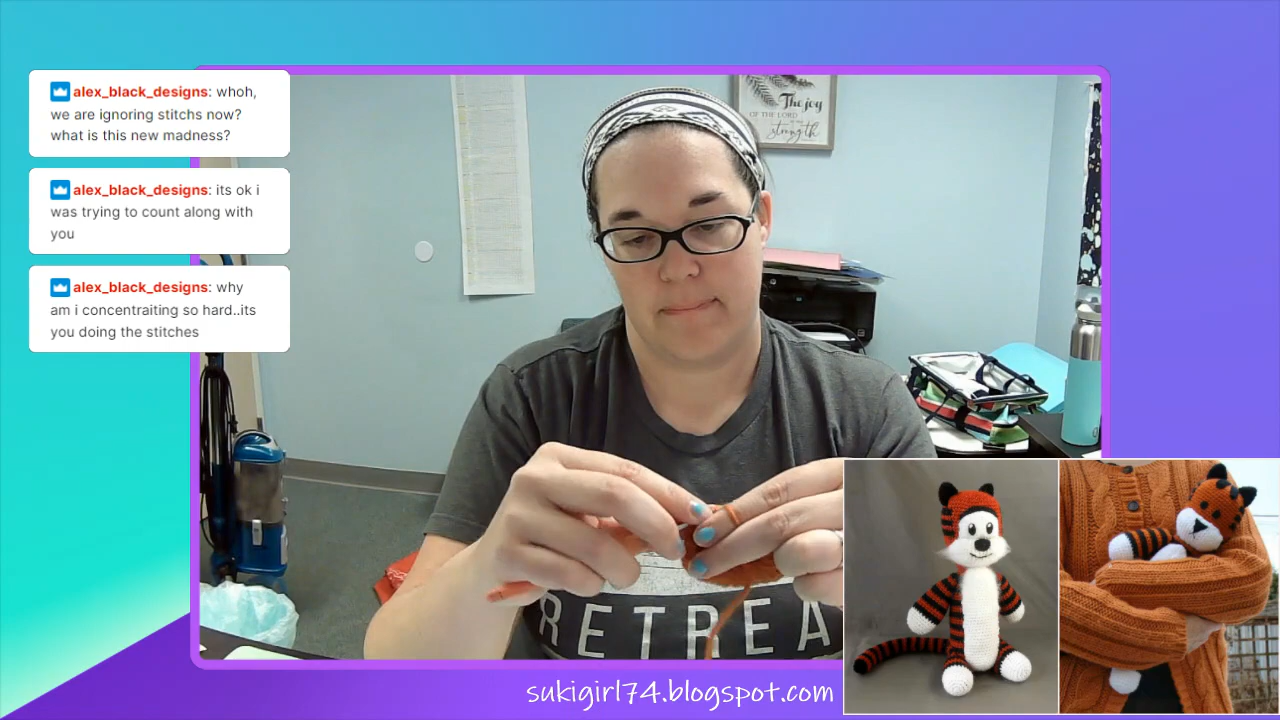 alex_black_designs: whoh,
we are ignoring stitchs now?
what is this new madness?
alex_black_designs: its ok i
was trying to count along with
you
alex_black_designs: why
am i concentraiting so hard..its
you doing the stitches
The joy
OF THE LORD
strength
RETREA
sukigirl74.blogspot.com